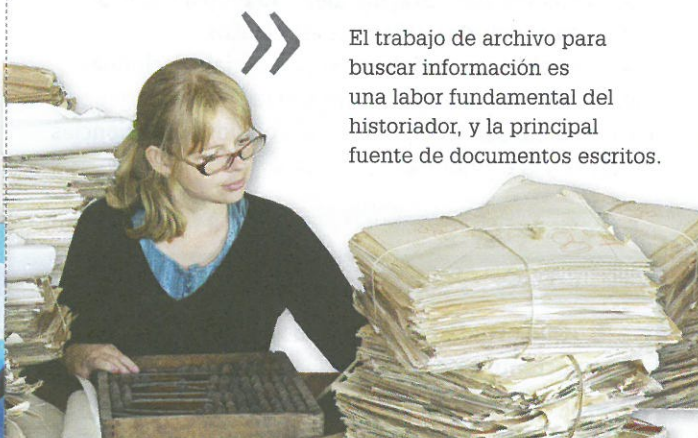 El trabajo de archivo para
buscar información es
una labor fundamental del
historiador, y la principal
fuente de documentos escritos.